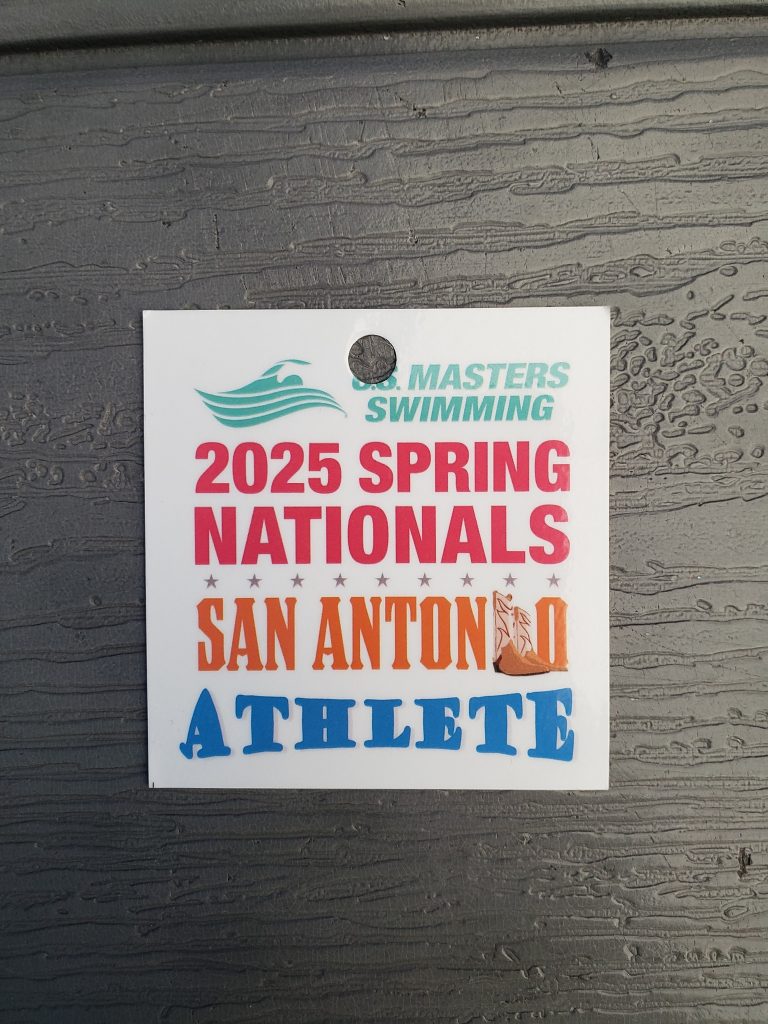 U.S. MASTERS
SWIMMING
2025 SPRING
NATIONALS
SAN ANTONIO
ATHLETE